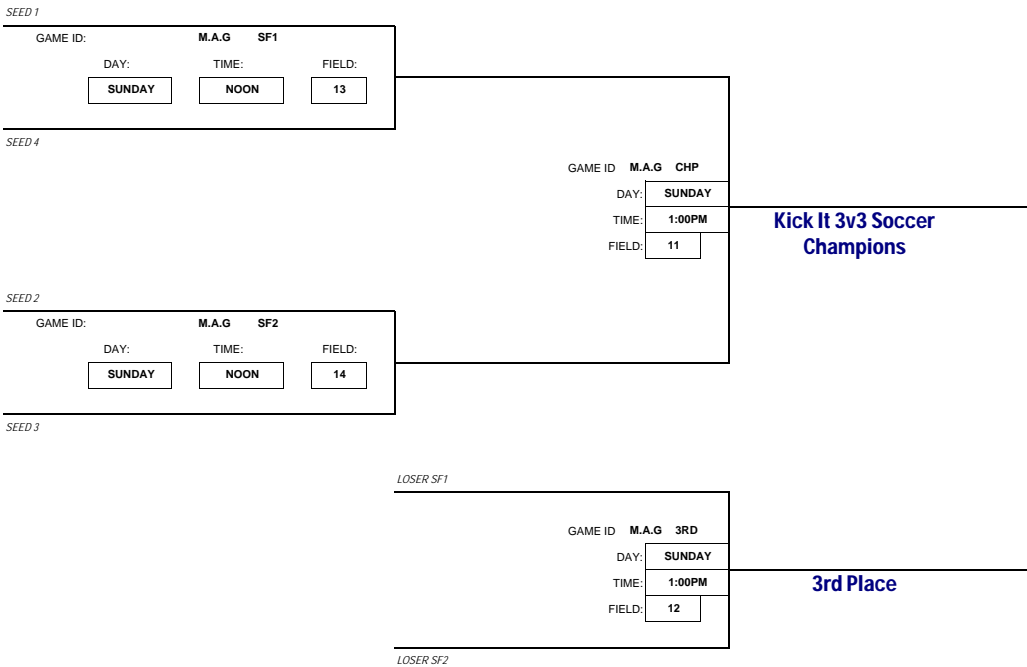 SEED 1
GAME ID: M.A.G SF1
DAY: TIME: FIELD:
SUNDAY NOON 13
SEED 4
GAME ID M.A.G CHP
DAY: SUNDAY
TIME: 1:00PM
FIELD: 11
Kick It 3v3 Soccer
Champions
SEED 2
GAME ID: M.A.G SF2
DAY: TIME: FIELD:
SUNDAY NOON 14
SEED 3
LOSER SF1
GAME ID M.A.G 3RD
DAY: SUNDAY
TIME: 1:00PM
FIELD: 12
3rd Place
LOSER SF2